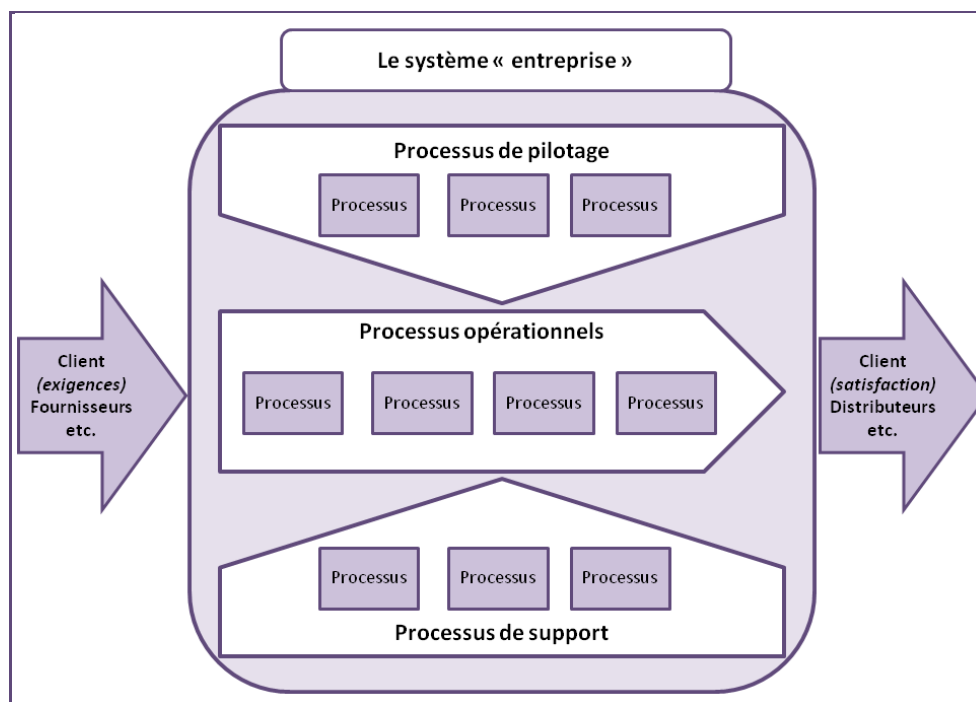 Le système « entreprise »
Processus de pilotage
Processus
Processus
Processus
Client
(exigences)
Fournisseurs
etc.
Processus opérationnels
Processus
Processus
Processus
Processus
Client
(satisfaction)
Distributeurs
etc.
Processus
Processus
Processus
Processus de support